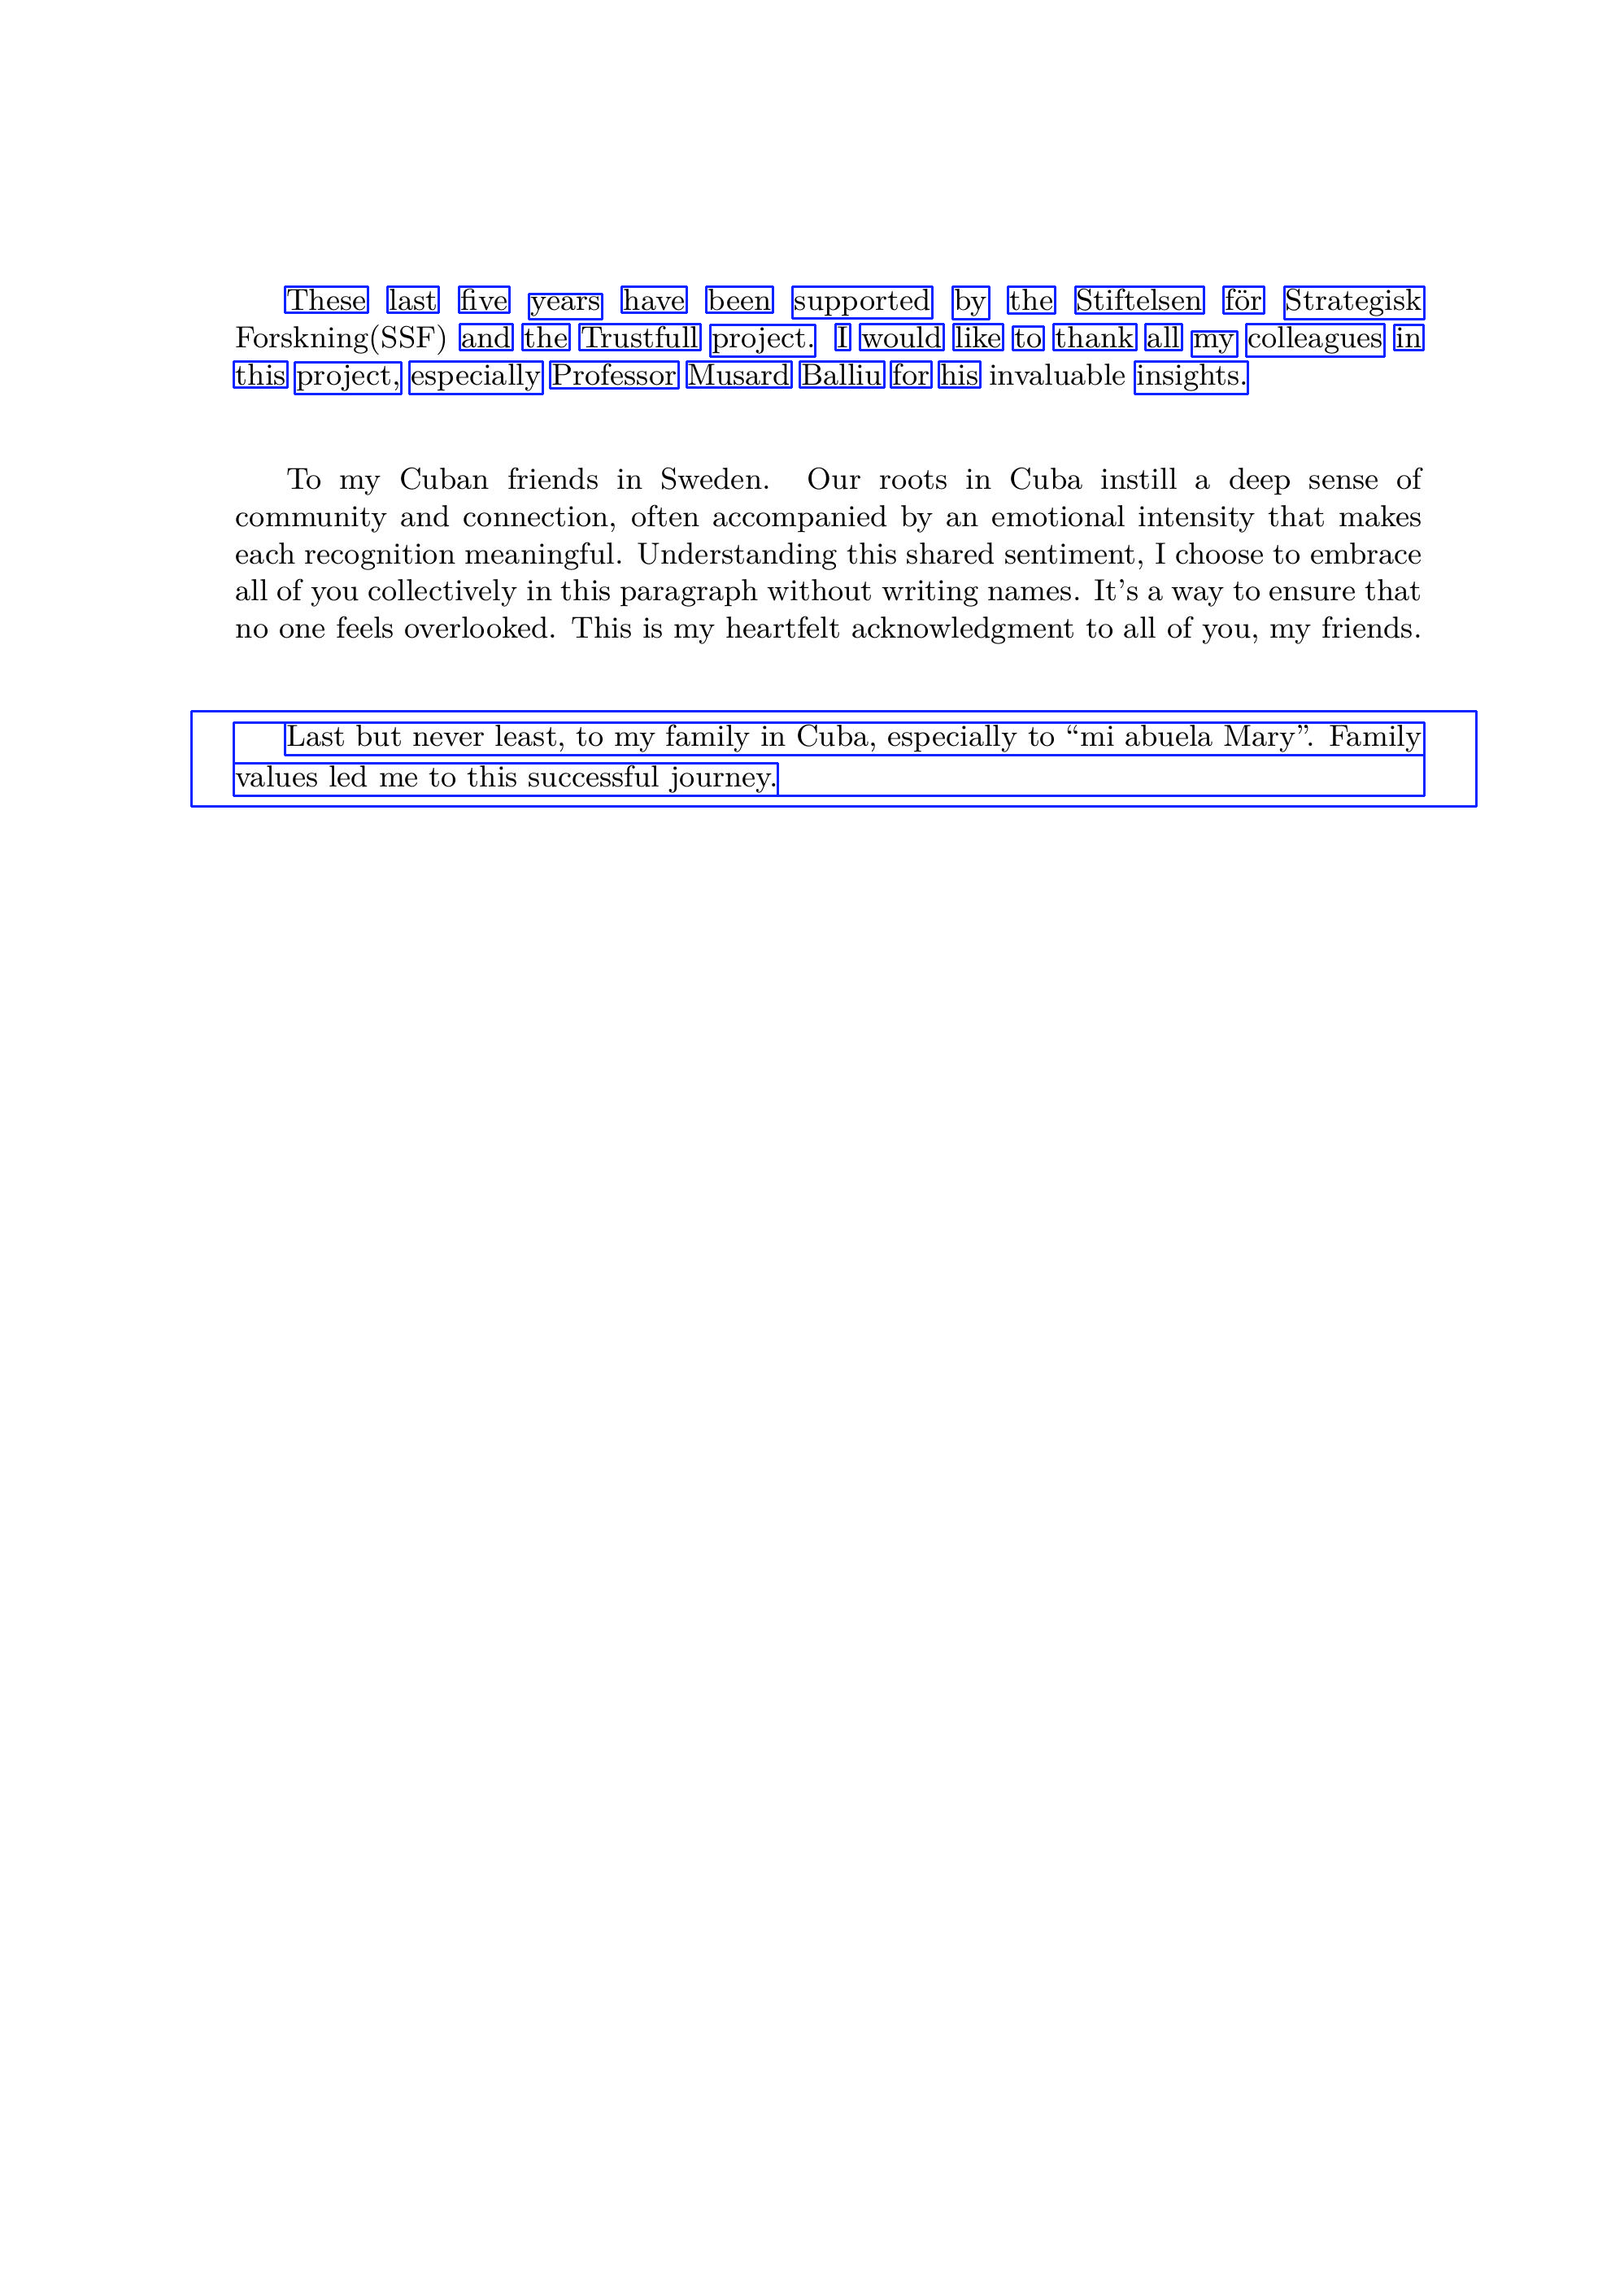 These last five years have been supported by the Stiftelsen för Strategisk
Forskning(SSF) and the Trustfull project. I would like to thank all my colleagues in
this project, especially Professor Musard Balliu for his invaluable insights.
To my Cuban friends in Sweden. Our roots in Cuba instill a deep sense of
community and connection, often accompanied by an emotional intensity that makes
each recognition meaningful. Understanding this shared sentiment, I choose to embrace
all of you collectively in this paragraph without writing names. It's a way to ensure that
no one feels overlooked. This is my heartfelt acknowledgment to all of you, my friends.
Last but never least, to my family in Cuba, especially to “mi abuela Mary”. Family
values led me to this successful journey.